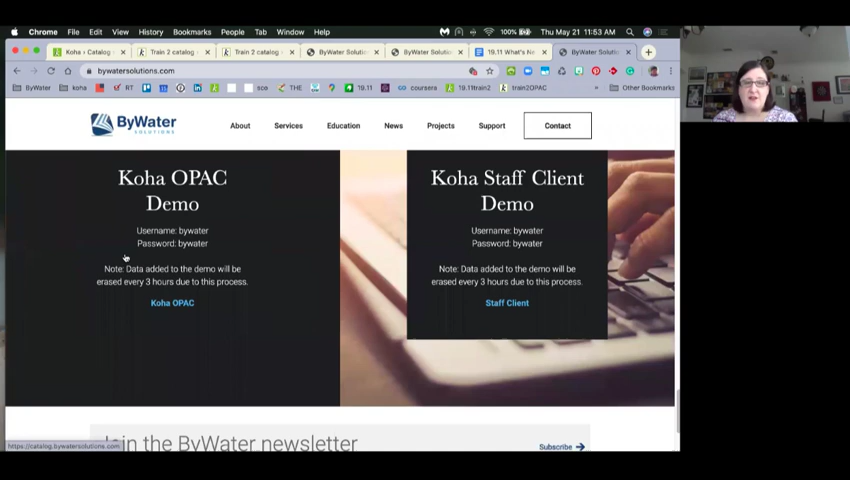 Chrome File Edit View History Bookmarks People Tab Window Help 100% Thu May 21 11:53 AM
Koha › Catalog Train 2 catalog Train 2 catalog ByWater Solutio ByWater Solutio 19.11 What's Ne ByWater Solutio
bywatersolutions.com
ByWater koha RT sce THE 19.11 coursera 19.11train2 train2OPAC » Other Bookmarks
ByWater
SOLUTIONS
About Services Education News Projects Support Contact
Koha OPAC
Demo
Username: bywater
Password: bywater
Note: Data added to the demo will be
erased every 3 hours due to this process.
Koha OPAC
Koha Staff Client
Demo
Username: bywater
Password: bywater
Note: Data added to the demo will be
erased every 3 hours due to this process.
Staff Client
Join the ByWater newsletter
Subscribe
https://catalog.bywatersolutions.com